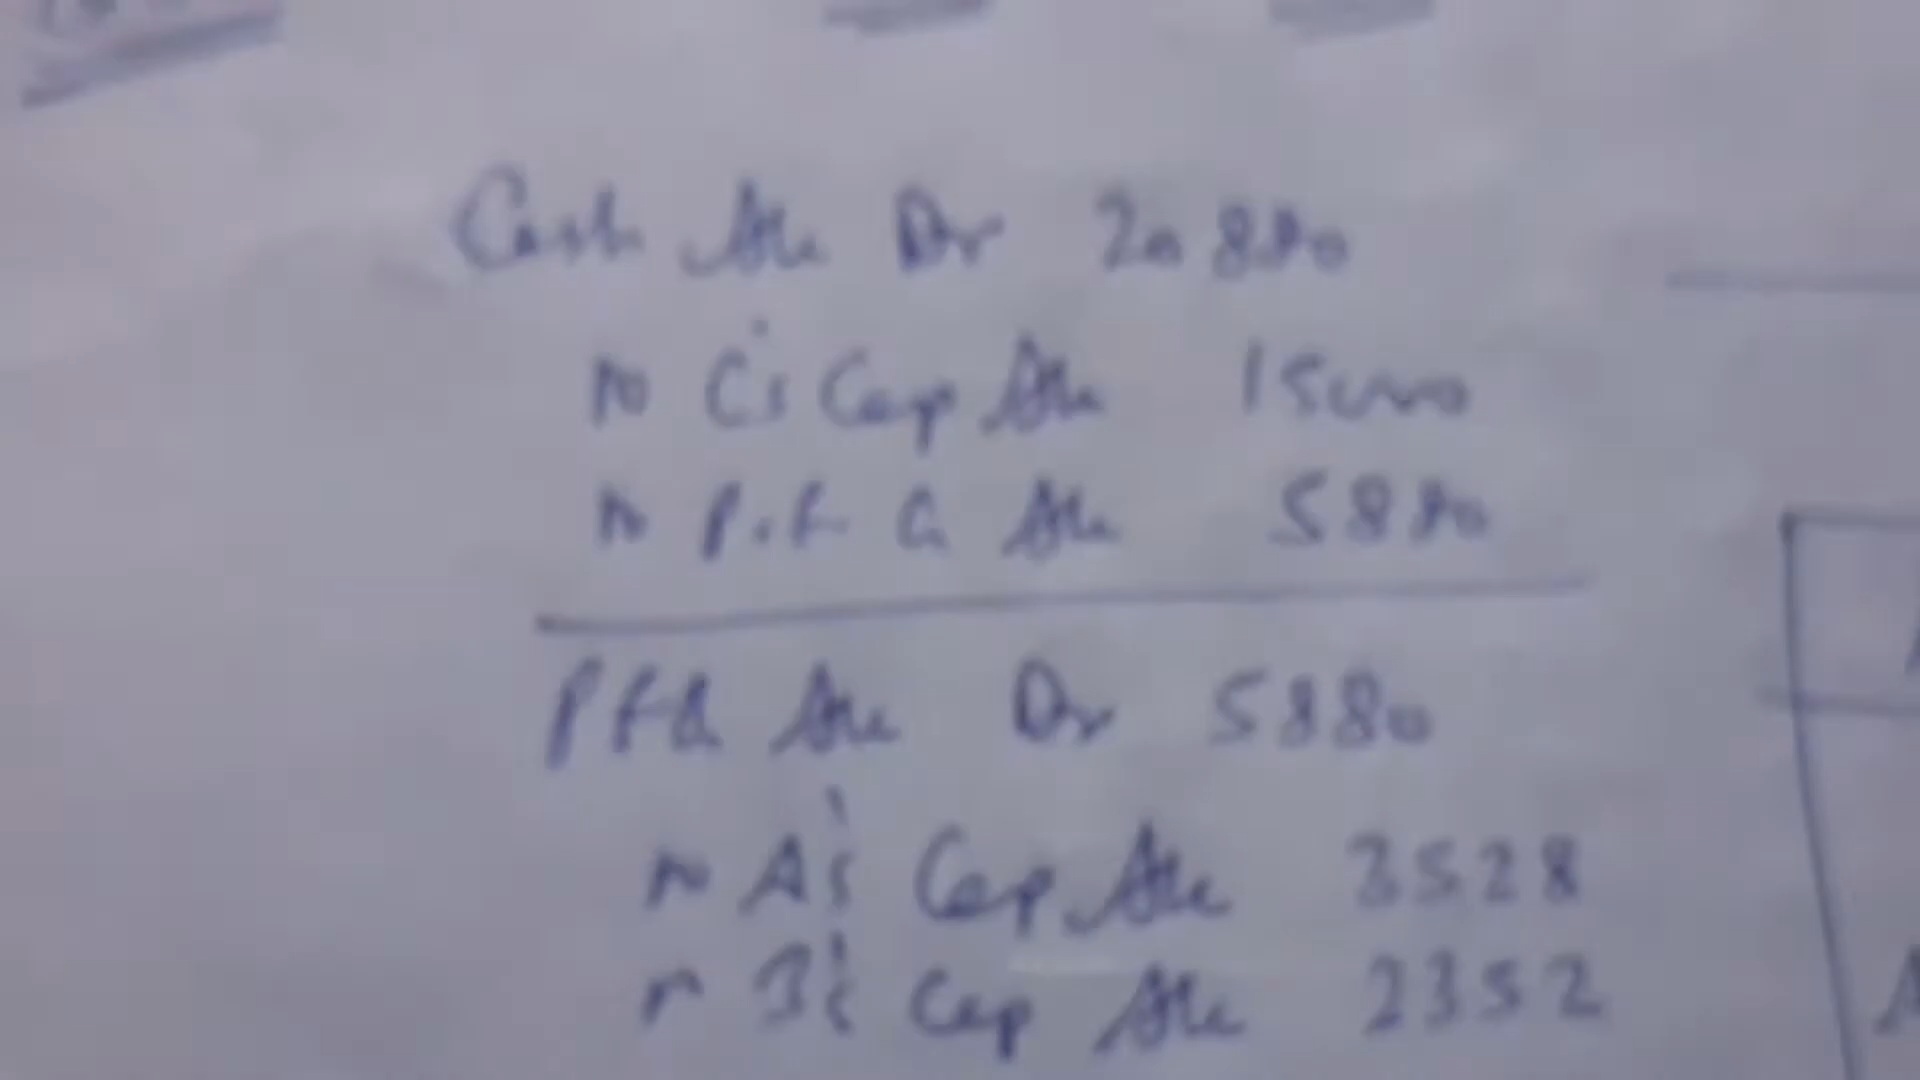 Cash A/c Dr 20880
To C's Cap A/c 15000
To P.f. G A/c 5880
PfG A/c Dr 5880
To A's Cap A/c 3528
To B's Cap A/c 2352